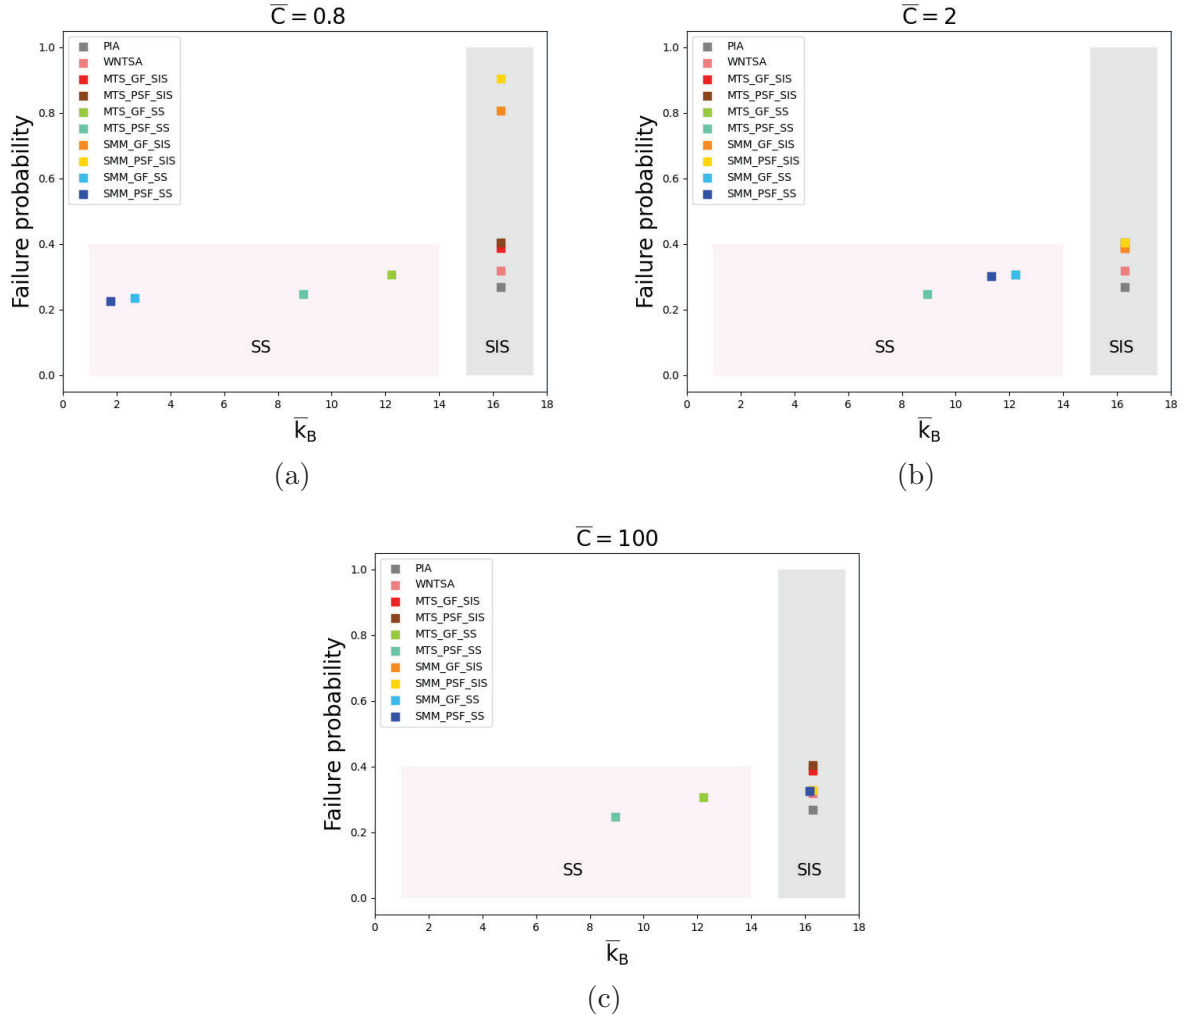 C̅ = 0.8
Failure probability
1.0
0.8
0.6
0.4
0.2
0.0
PIA
WNTSA
MTS_GF_SIS
MTS_PSF_SIS
MTS_GF_SS
MTS_PSF_SS
SMM_GF_SIS
SMM_PSF_SIS
SMM_GF_SS
SMM_PSF_SS
SS
SIS
0 2 4 6 8 10 12 14 16 18
k̅_B
(a)
C̅ = 2
Failure probability
1.0
0.8
0.6
0.4
0.2
0.0
PIA
WNTSA
MTS_GF_SIS
MTS_PSF_SIS
MTS_GF_SS
MTS_PSF_SS
SMM_GF_SIS
SMM_PSF_SIS
SMM_GF_SS
SMM_PSF_SS
SS
SIS
0 2 4 6 8 10 12 14 16 18
k̅_B
(b)
C̅ = 100
Failure probability
1.0
0.8
0.6
0.4
0.2
0.0
PIA
WNTSA
MTS_GF_SIS
MTS_PSF_SIS
MTS_GF_SS
MTS_PSF_SS
SMM_GF_SIS
SMM_PSF_SIS
SMM_GF_SS
SMM_PSF_SS
SS
SIS
0 2 4 6 8 10 12 14 16 18
k̅_B
(c)